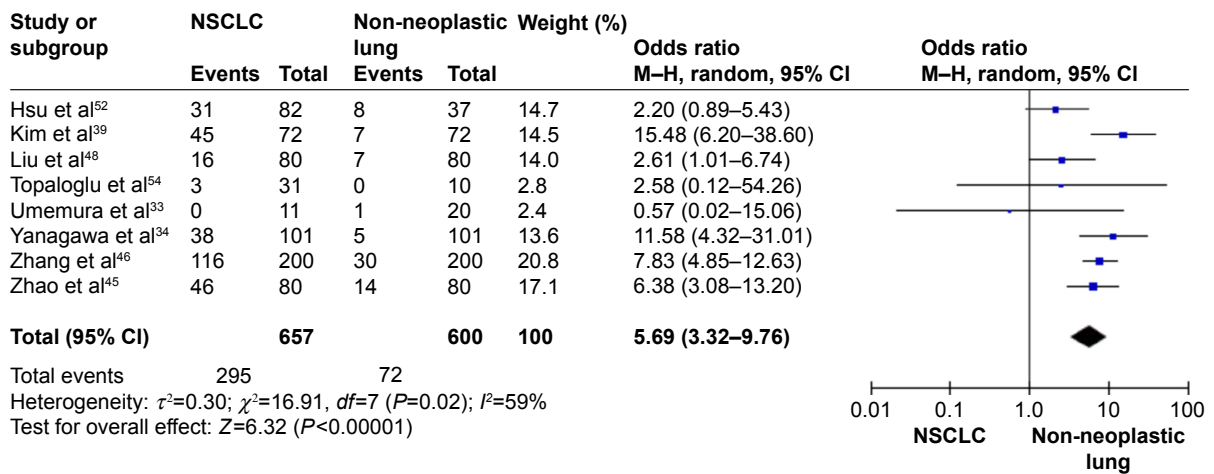 Study or subgroup NSCLC Non-neoplastic lung Weight (%) Odds ratio M–H, random, 95% CI Odds ratio M–H, random, 95% CI
Events Total Events Total
Hsu et al⁵² 31 82 8 37 14.7 2.20 (0.89–5.43)
Kim et al³⁹ 45 72 7 72 14.5 15.48 (6.20–38.60)
Liu et al⁴⁸ 16 80 7 80 14.0 2.61 (1.01–6.74)
Topaloglu et al⁵⁴ 3 31 0 10 2.8 2.58 (0.12–54.26)
Umemura et al³³ 0 11 1 20 2.4 0.57 (0.02–15.06)
Yanagawa et al³⁴ 38 101 5 101 13.6 11.58 (4.32–31.01)
Zhang et al⁴⁶ 116 200 30 200 20.8 7.83 (4.85–12.63)
Zhao et al⁴⁵ 46 80 14 80 17.1 6.38 (3.08–13.20)
Total (95% CI) 657 600 100 5.69 (3.32–9.76)
Total events 295 72
Heterogeneity: τ²=0.30; χ²=16.91, df=7 (P=0.02); I²=59%
Test for overall effect: Z=6.32 (P<0.00001)
0.01 0.1 1.0 10 100
NSCLC Non-neoplastic
lung